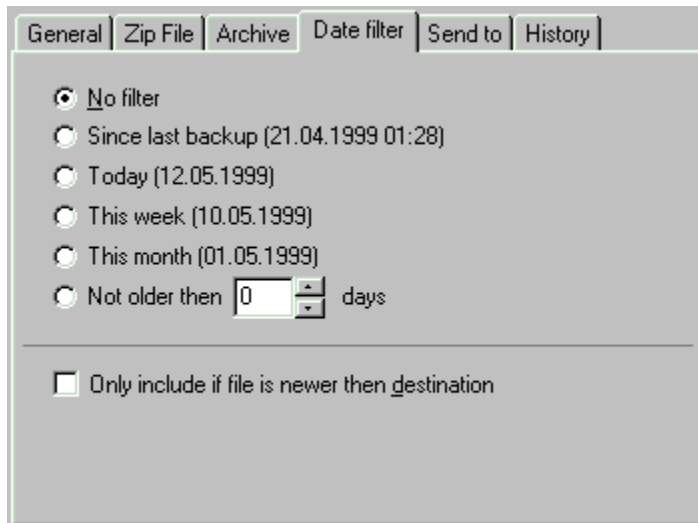 General Zip File Archive Date filter Send to History
No filter
Since last backup (21.04.1999 01:28)
Today (12.05.1999)
This week (10.05.1999)
This month (01.05.1999)
Not older then 0 days
Only include if file is newer then destination